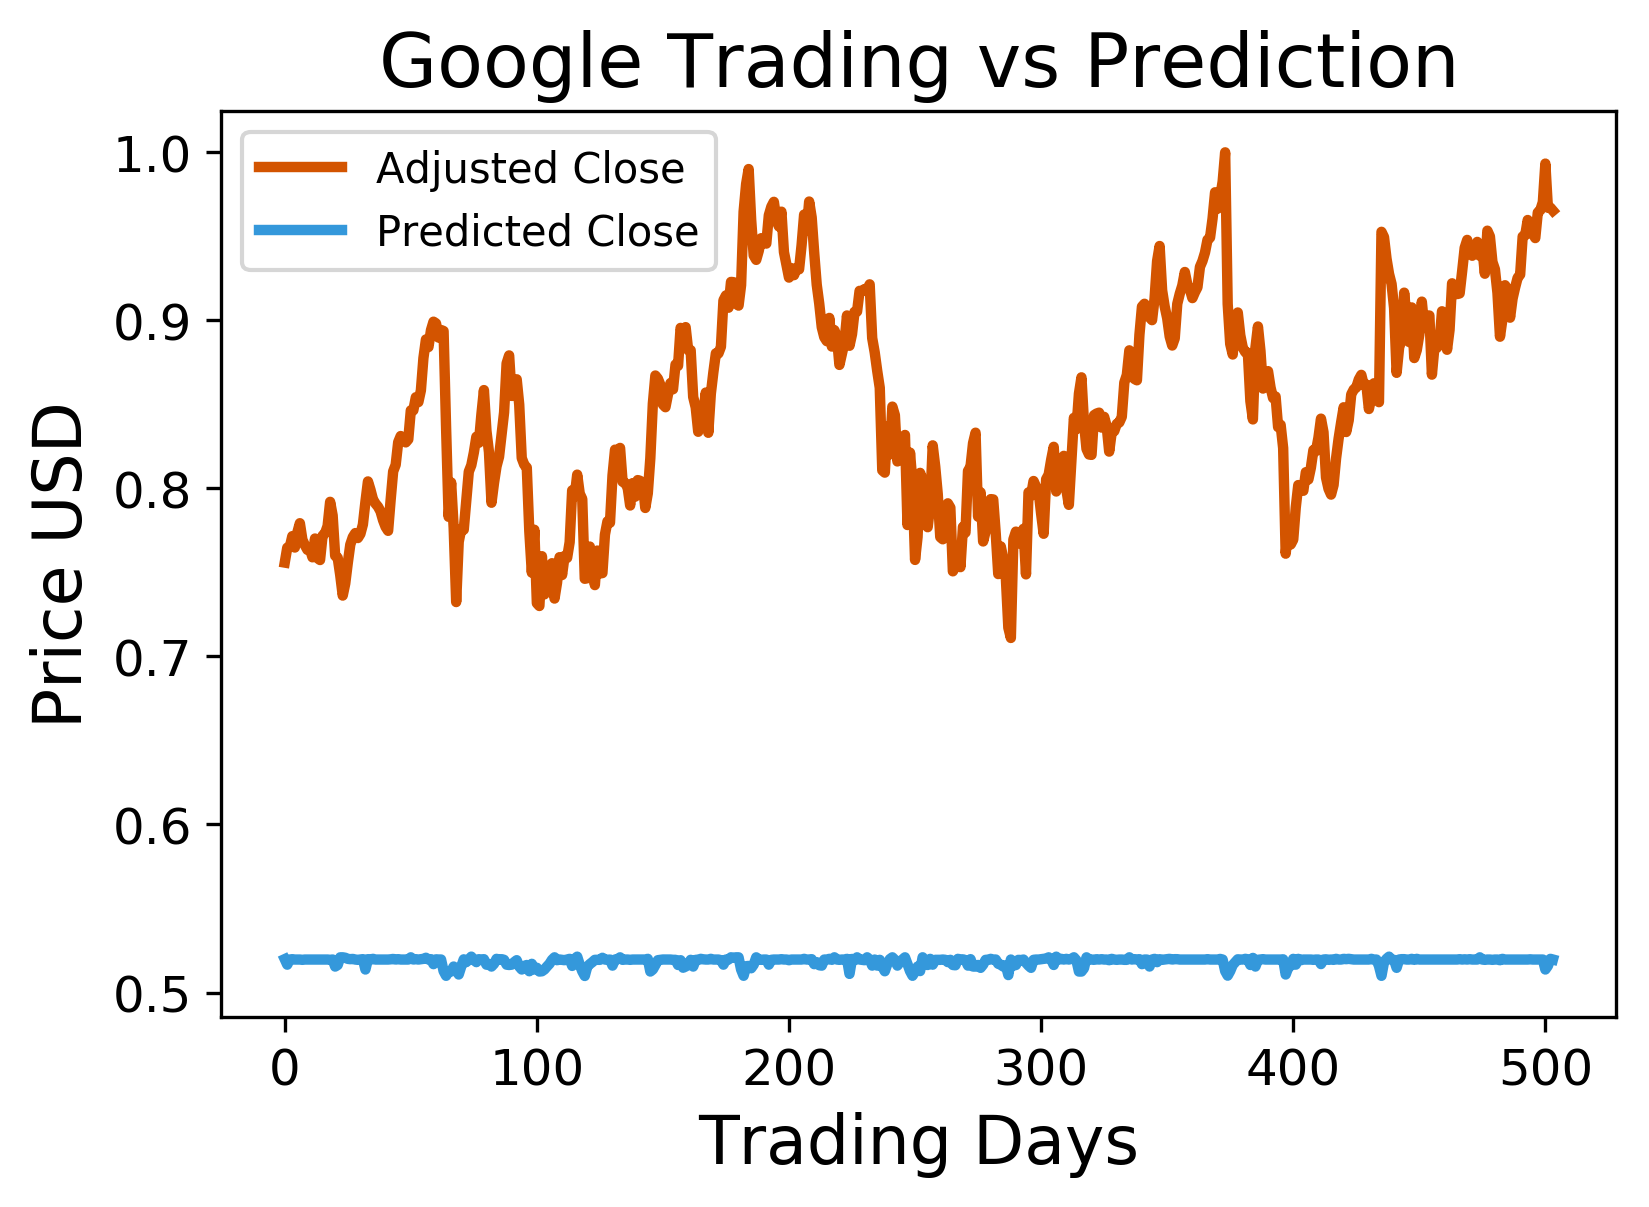 Google Trading vs Prediction
Adjusted Close
Predicted Close
Price USD
1.0
0.9
0.8
0.7
0.6
0.5
0 100 200 300 400 500
Trading Days